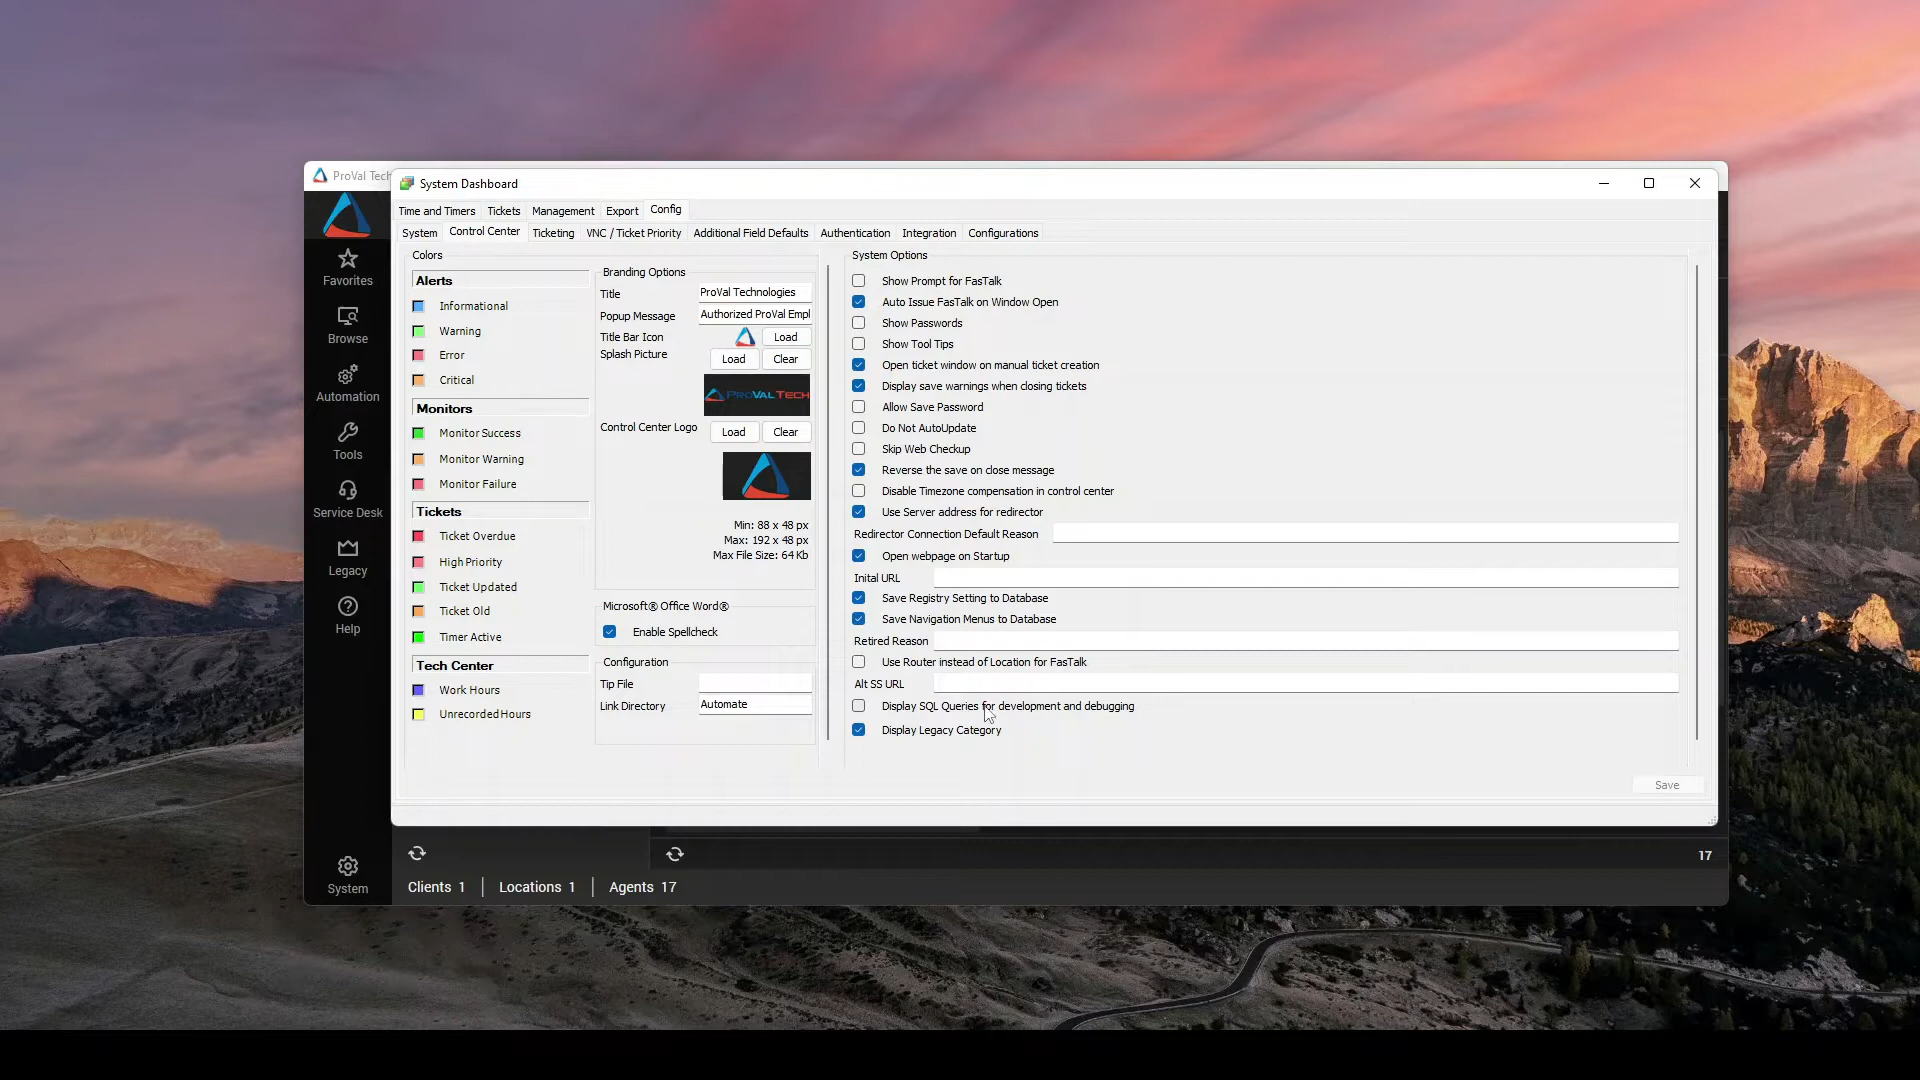 ProVal Tech
System Dashboard
Time and Timers
Tickets
Management
Export
Config
System
Control Center
Ticketing
VNC / Ticket Priority
Additional Field Defaults
Authentication
Integration
Configurations
Favorites
Browse
Automation
Tools
Service Desk
Legacy
Help
System
Colors
Alerts
Informational
Warning
Error
Critical
Monitors
Monitor Success
Monitor Warning
Monitor Failure
Tickets
Ticket Overdue
High Priority
Ticket Updated
Ticket Old
Timer Active
Tech Center
Work Hours
Unrecorded Hours
Branding Options
Title
ProVal Technologies
Popup Message
Authorized ProVal Empl
Title Bar Icon
Load
Splash Picture
Load
Clear
PROVAL TECH
Control Center Logo
Load
Clear
Min: 88 x 48 px
Max: 192 x 48 px
Max File Size: 64 Kb
Microsoft® Office Word®
Enable Spellcheck
Configuration
Tip File
Link Directory
Automate
System Options
Show Prompt for FasTalk
Auto Issue FasTalk on Window Open
Show Passwords
Show Tool Tips
Open ticket window on manual ticket creation
Display save warnings when closing tickets
Allow Save Password
Do Not AutoUpdate
Skip Web Checkup
Reverse the save on close message
Disable Timezone compensation in control center
Use Server address for redirector
Redirector Connection Default Reason
Open webpage on Startup
Inital URL
Save Registry Setting to Database
Save Navigation Menus to Database
Retired Reason
Use Router instead of Location for FasTalk
Alt SS URL
Display SQL Queries for development and debugging
Display Legacy Category
Save
17
Clients 1
Locations 1
Agents 17